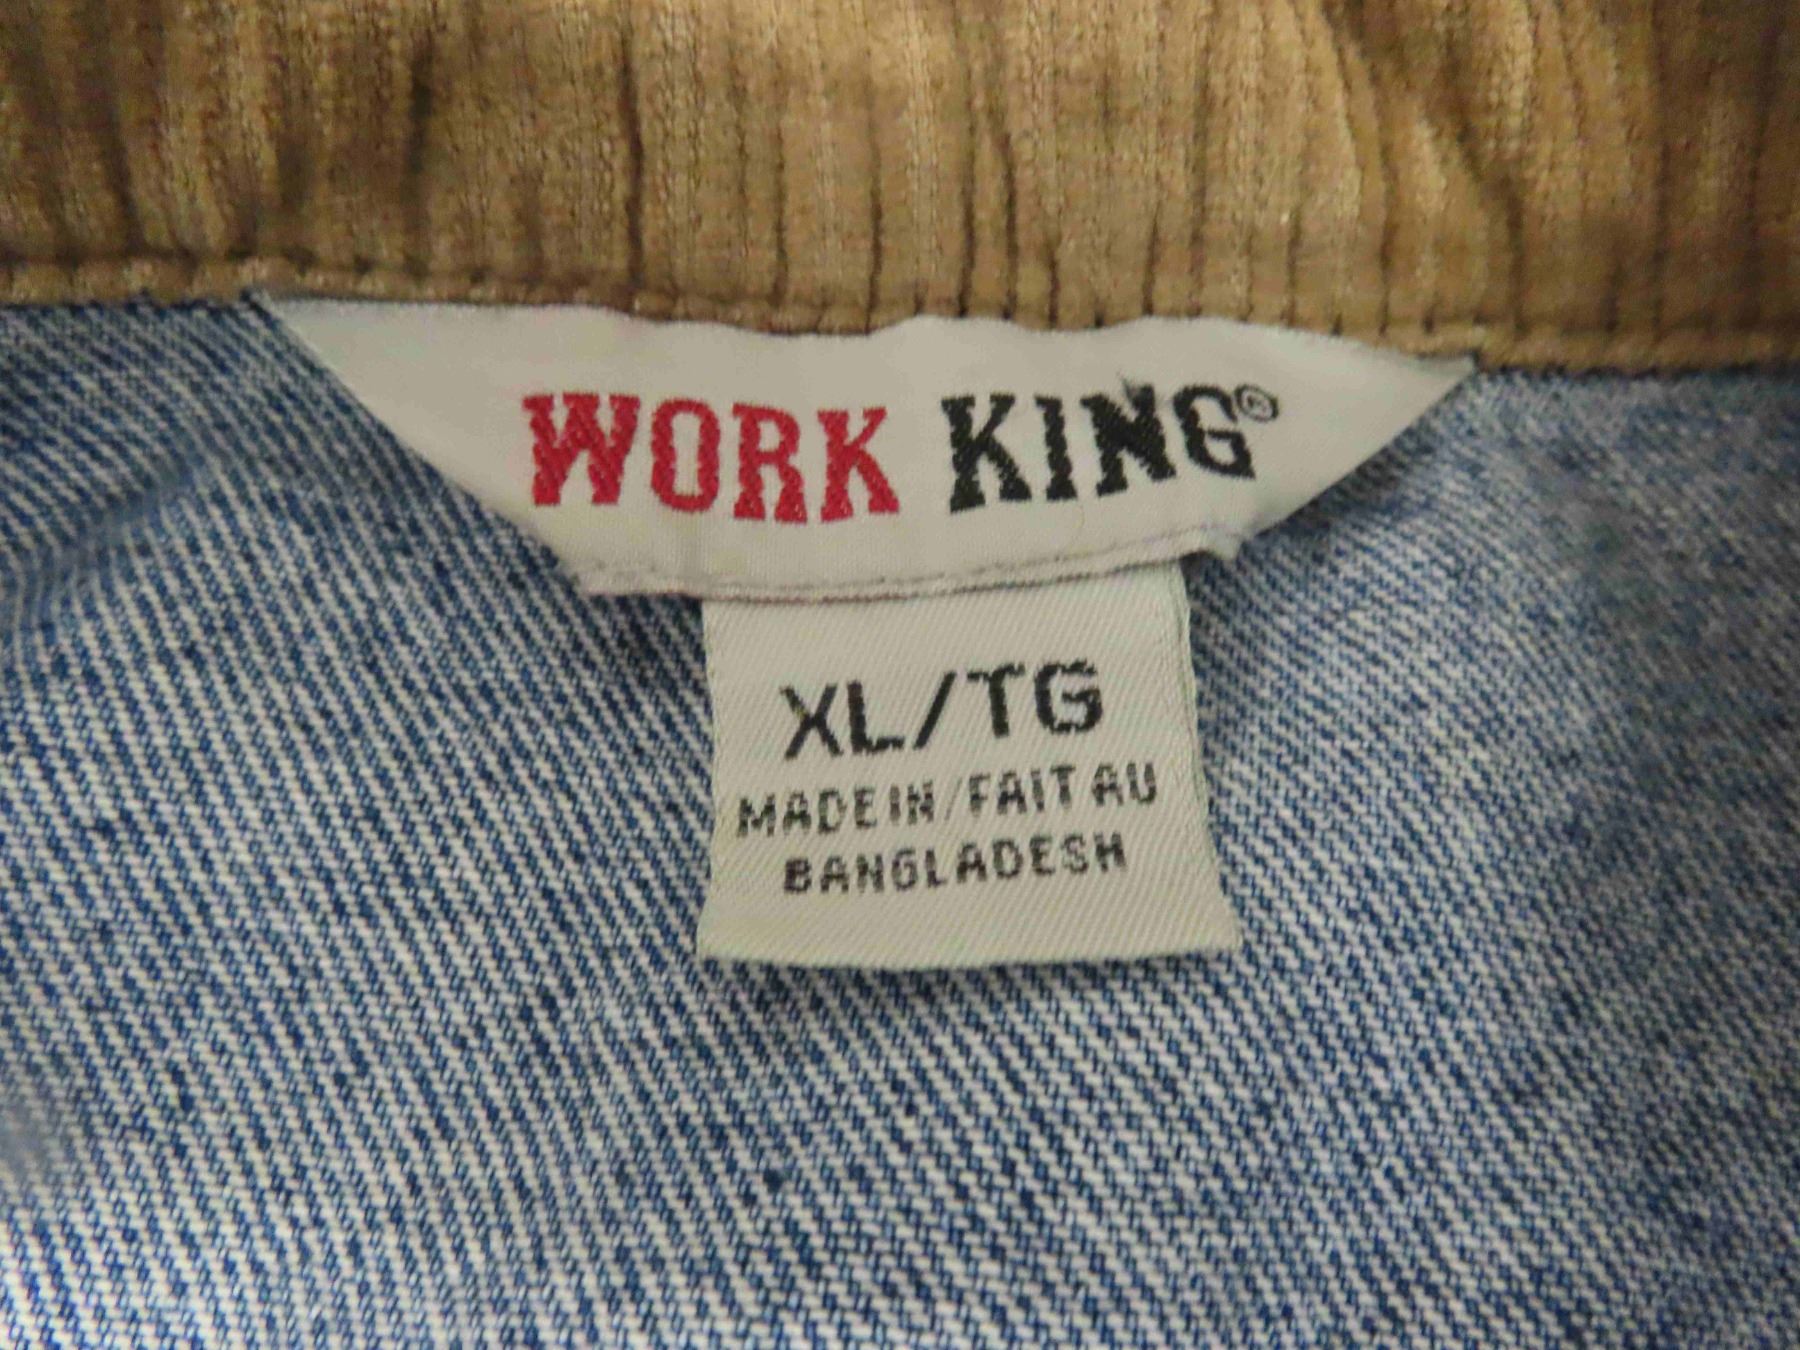 WORK KING®
XL/TG
MADE IN/FAIT AU
BANGLADESH